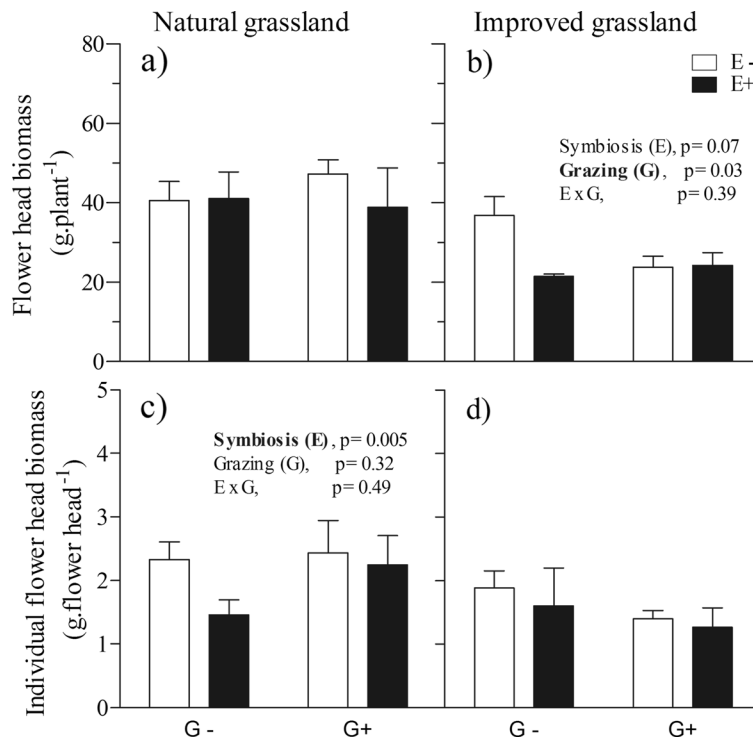 Natural grassland
Improved grassland
a)
b)
E -
E+
Symbiosis (E), p= 0.07
Grazing (G), p= 0.03
E x G, p= 0.39
80
60
40
20
0
Flower head biomass
(g.plant-1)
c)
d)
Symbiosis (E), p= 0.005
Grazing (G), p= 0.32
E x G, p= 0.49
5
4
3
2
1
0
Individual flower head biomass
(g.flower head-1)
G -
G+
G -
G+